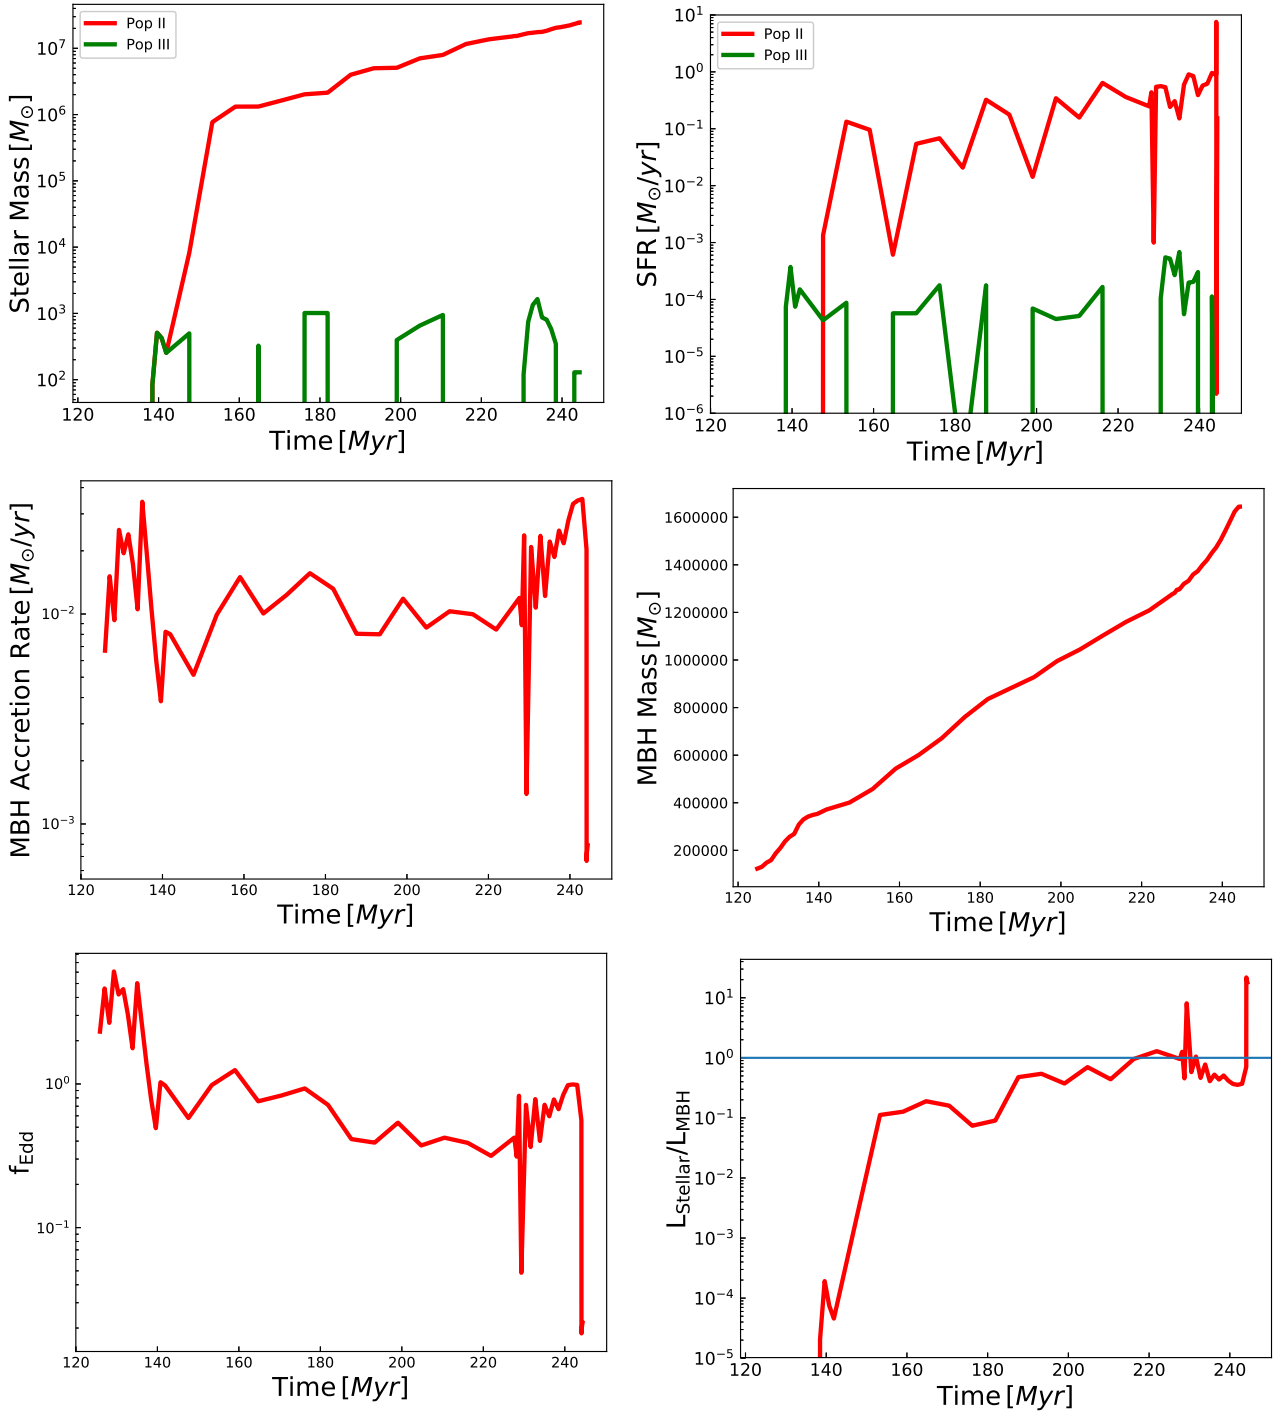 Stellar Mass [M⊙]
10⁷
10⁶
10⁵
10⁴
10³
10²
Pop II
Pop III
120 140 160 180 200 220 240
Time [Myr]
SFR [M⊙/yr]
10¹
10⁰
10⁻¹
10⁻²
10⁻³
10⁻⁴
10⁻⁵
10⁻⁶
Pop II
Pop III
120 140 160 180 200 220 240
Time [Myr]
MBH Accretion Rate [M⊙/yr]
10⁻²
10⁻³
120 140 160 180 200 220 240
Time [Myr]
MBH Mass [M⊙]
1600000
1400000
1200000
1000000
800000
600000
400000
200000
120 140 160 180 200 220 240
Time [Myr]
f_Edd
10⁰
10⁻¹
120 140 160 180 200 220 240
Time [Myr]
L_Stellar/L_MBH
10¹
10⁰
10⁻¹
10⁻²
10⁻³
10⁻⁴
10⁻⁵
120 140 160 180 200 220 240
Time [Myr]